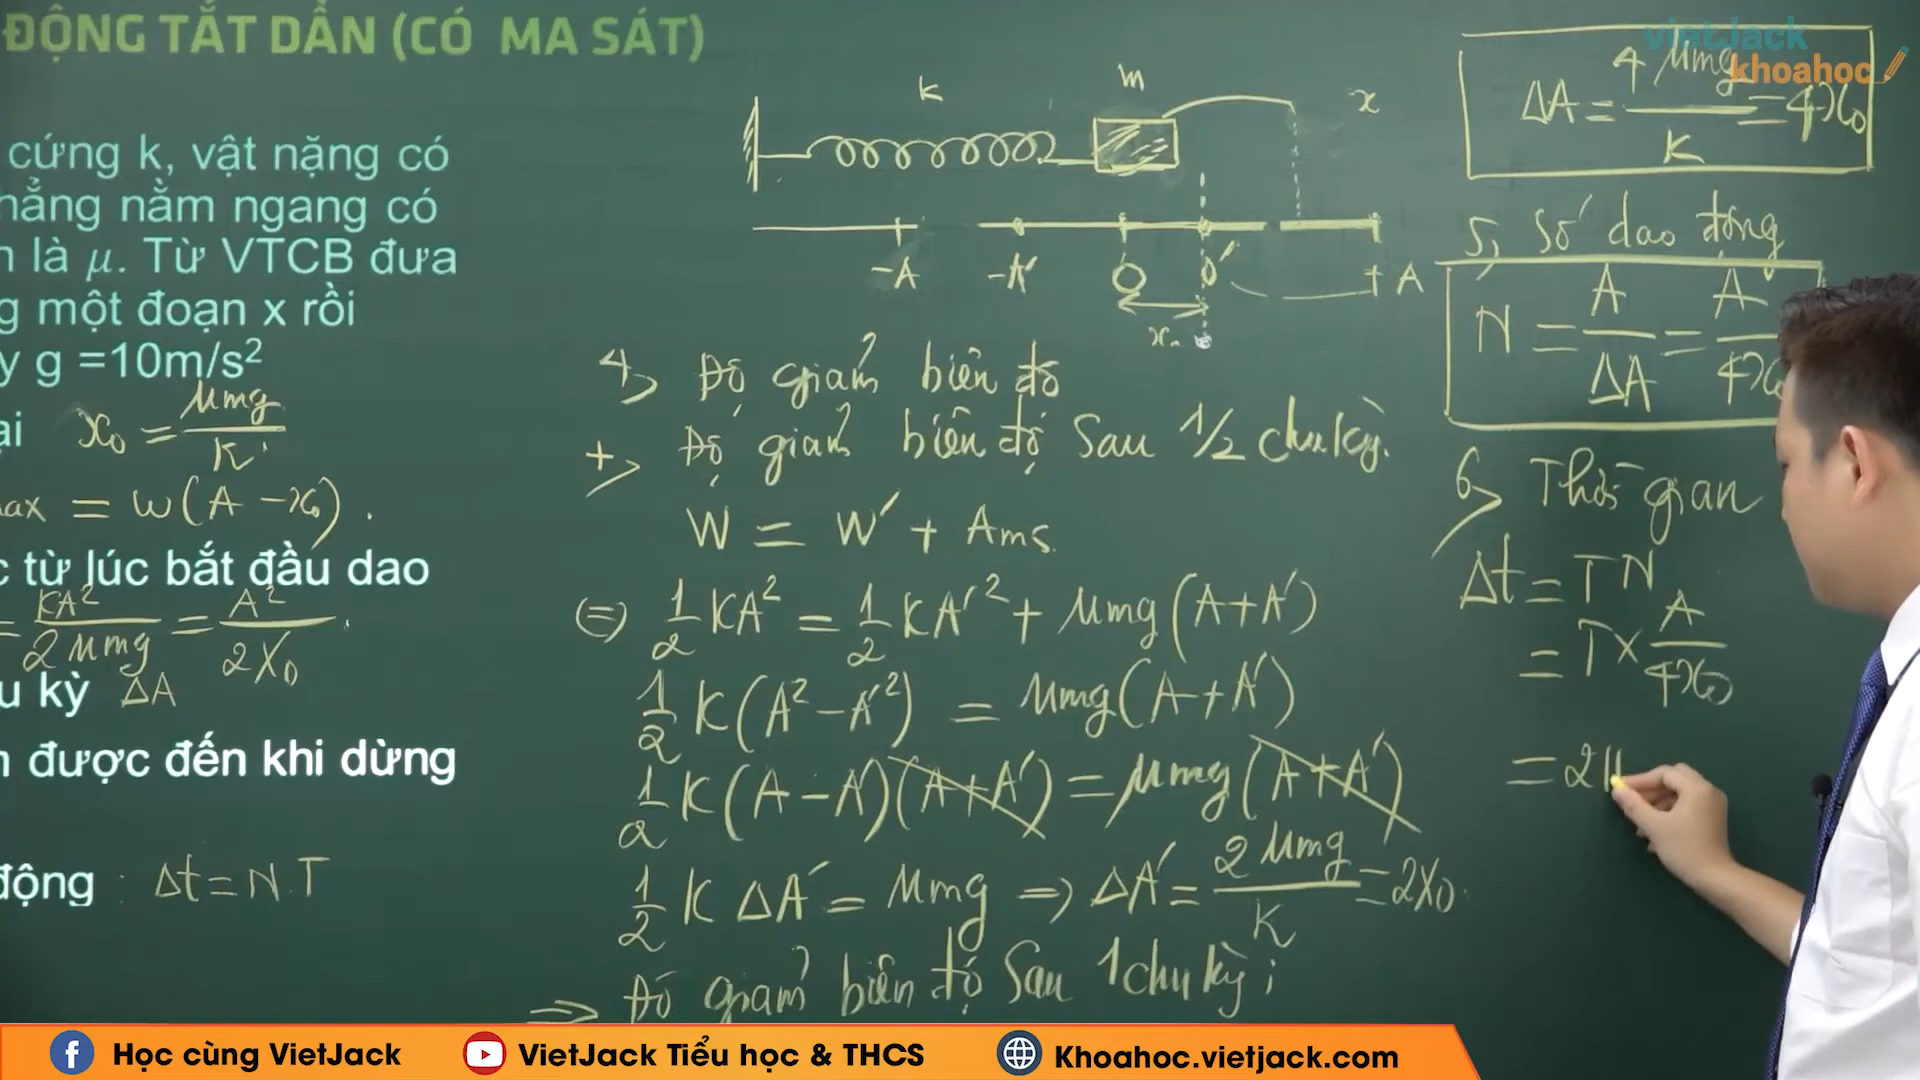 ĐỘNG TẮT DẦN (CÓ MA SÁT)
cứng k, vật nặng có
hẳng nằm ngang có
là μ. Từ VTCB đưa
một đoạn x rồi
g =10m/s²
x₀ = μmg/K
ax = ω(A - x₀).
từ lúc bắt đầu dao
= KA²/2μmg = A²/2x₀.
kỳ ΔA
được đến khi dừng
động : Δt = N.T
k m x
-A -A' O O' +A
x₀
4> Độ giảm biên độ
+> Độ giảm biên độ sau 1/2 chu kỳ.
W = W' + Ams.
(=) 1/2 KA² = 1/2 KA'² + μmg(A+A')
1/2 K(A² - A'²) = μmg(A+A')
1/2 K(A-A')(A+A') = μmg(A+A')
1/2 K ΔA' = μmg => ΔA' = 2μmg/K = 2x₀.
=> Độ giảm biên độ sau 1 chu kỳ;
vietJack
khoahoc
ΔA = 4μmg/K = 4x₀
5, số dao động
N = A/ΔA = A/4x₀
6> Thời gian
Δt = TN
= T × A/4x₀
= 2π
Học cùng VietJack
VietJack Tiểu học & THCS
Khoahoc.vietjack.com